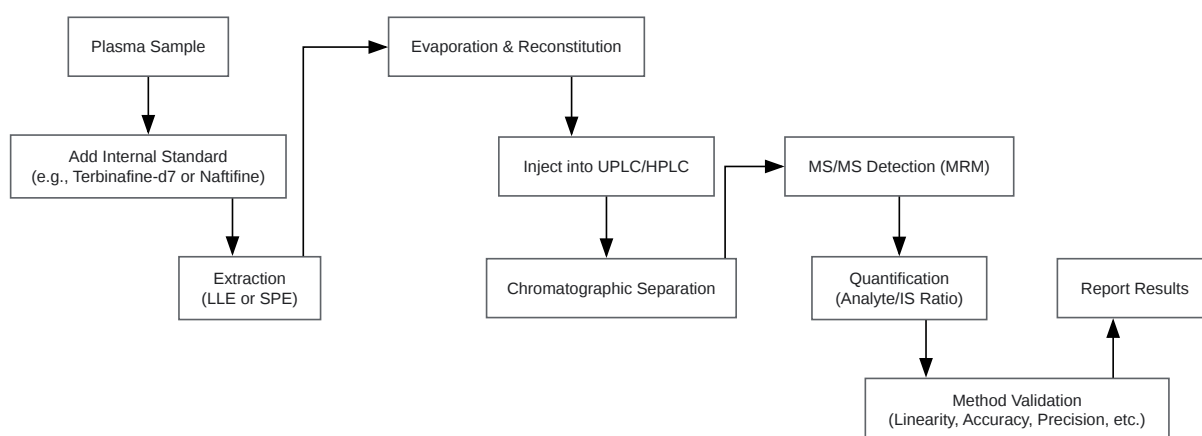 Plasma Sample
Add Internal Standard
(e.g., Terbinafine-d7 or Naftifine)
Extraction
(LLE or SPE)
Evaporation & Reconstitution
Inject into UPLC/HPLC
Chromatographic Separation
MS/MS Detection (MRM)
Quantification
(Analyte/IS Ratio)
Method Validation
(Linearity, Accuracy, Precision, etc.)
Report Results